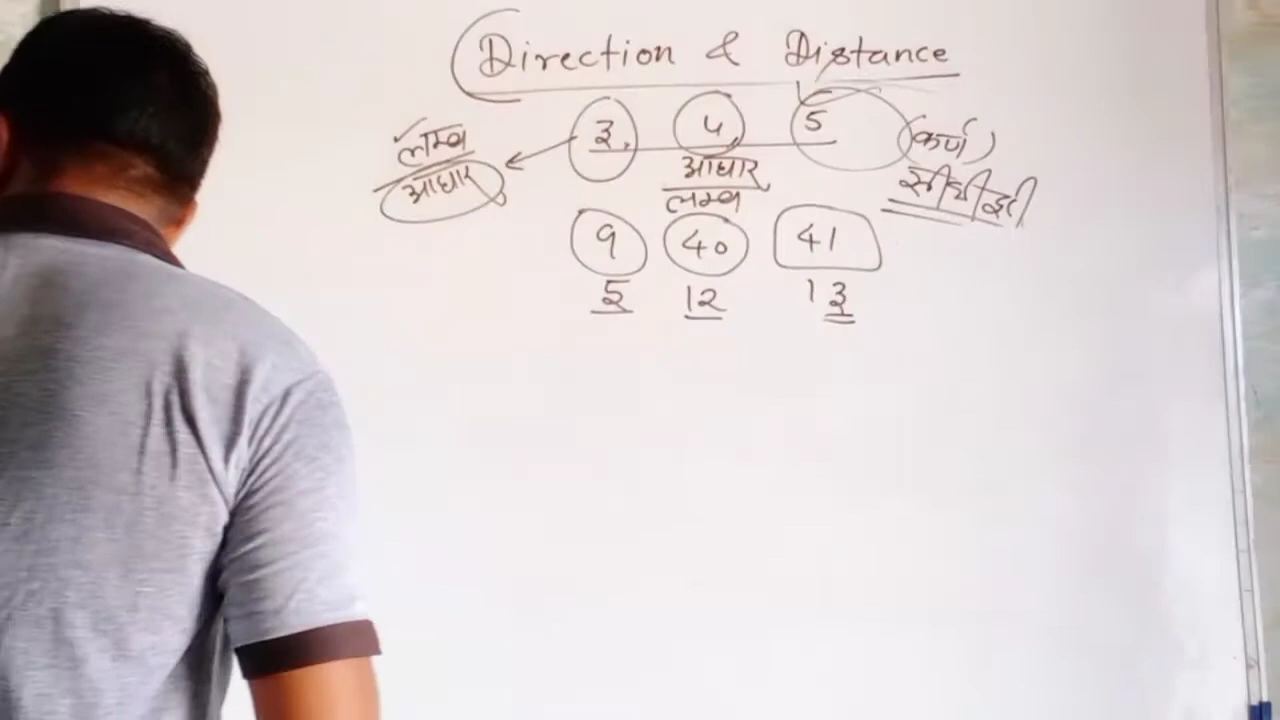 Direction & Distance
3, 4, 5 (कर्ण)
लम्ब आधार
आधार लम्ब
9 40 41
5 12 13